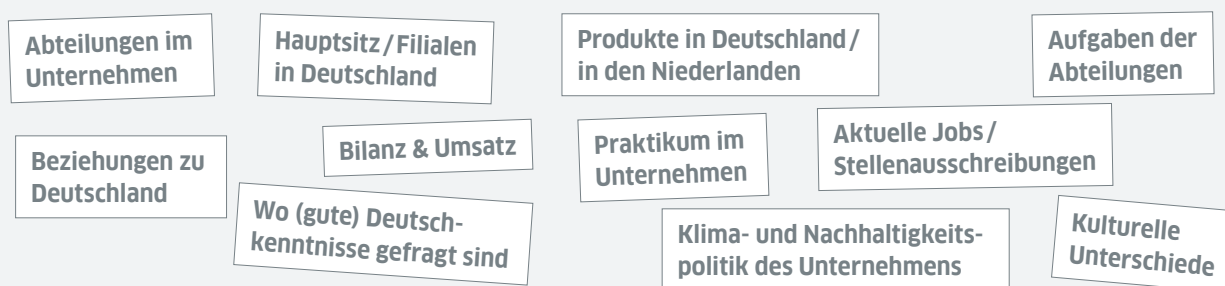 Abteilungen im
Unternehmen
Hauptsitz/Filialen
in Deutschland
Produkte in Deutschland/
in den Niederlanden
Aufgaben der
Abteilungen
Beziehungen zu
Deutschland
Bilanz & Umsatz
Praktikum im
Unternehmen
Aktuelle Jobs/
Stellenausschreibungen
Wo (gute) Deutsch-
kenntnisse gefragt sind
Klima- und Nachhaltigkeits-
politik des Unternehmens
Kulturelle
Unterschiede